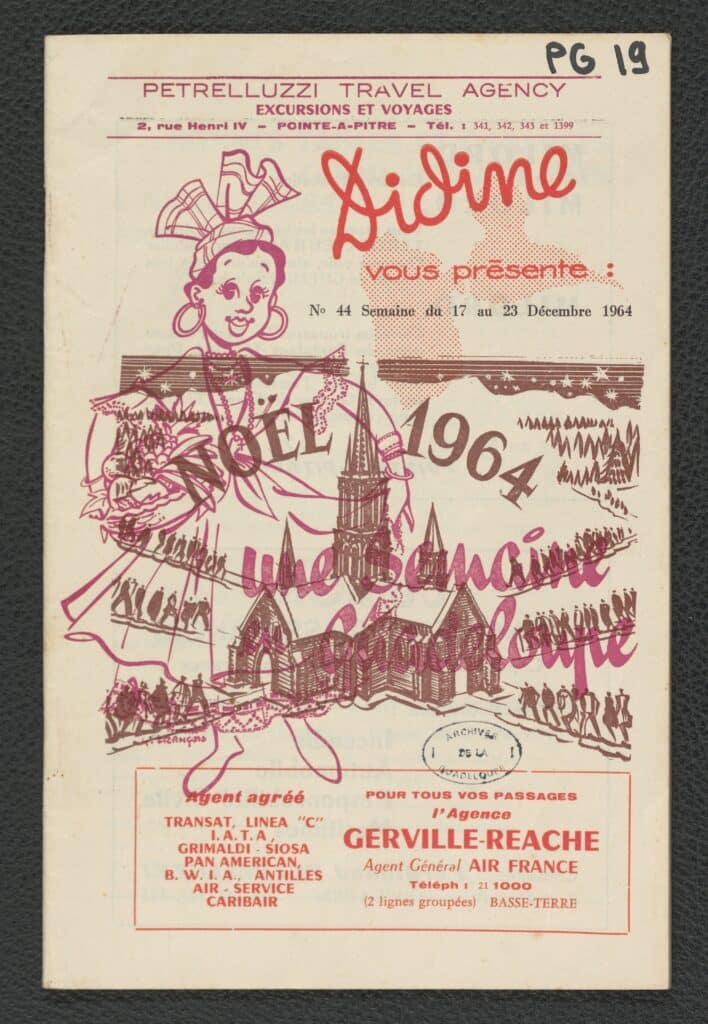 PG 19
PETRELLUZZI TRAVEL AGENCY
EXCURSIONS ET VOYAGES
2, rue Henri IV – POINTE-A-PITRE – Tél. : 341, 342, 343 et 1399
Didine
vous présente :
No 44 Semaine du 17 au 23 Décembre 1964
NOËL 1964
une semaine
en Guadeloupe
ARCHIVES
DE LA
GUADELOUPE
Agent agréé
TRANSAT, LINEA "C"
I.A.T.A,
GRIMALDI - SIOSA
PAN AMERICAN,
B. W. I. A., ANTILLES
AIR - SERVICE
CARIBAIR
POUR TOUS VOS PASSAGES
l'Agence
GERVILLE-REACHE
Agent Général AIR FRANCE
Téléph : 21 1000
(2 lignes groupées) BASSE-TERRE